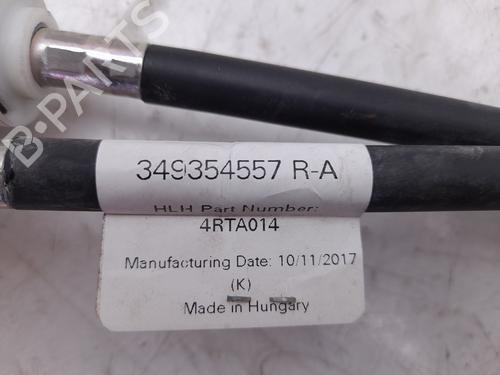 B-PARTS
349354557 R-A
HLH Part Number:
4RTA014
Manufacturing Date: 10/11/2017
(K)
Made in Hungary